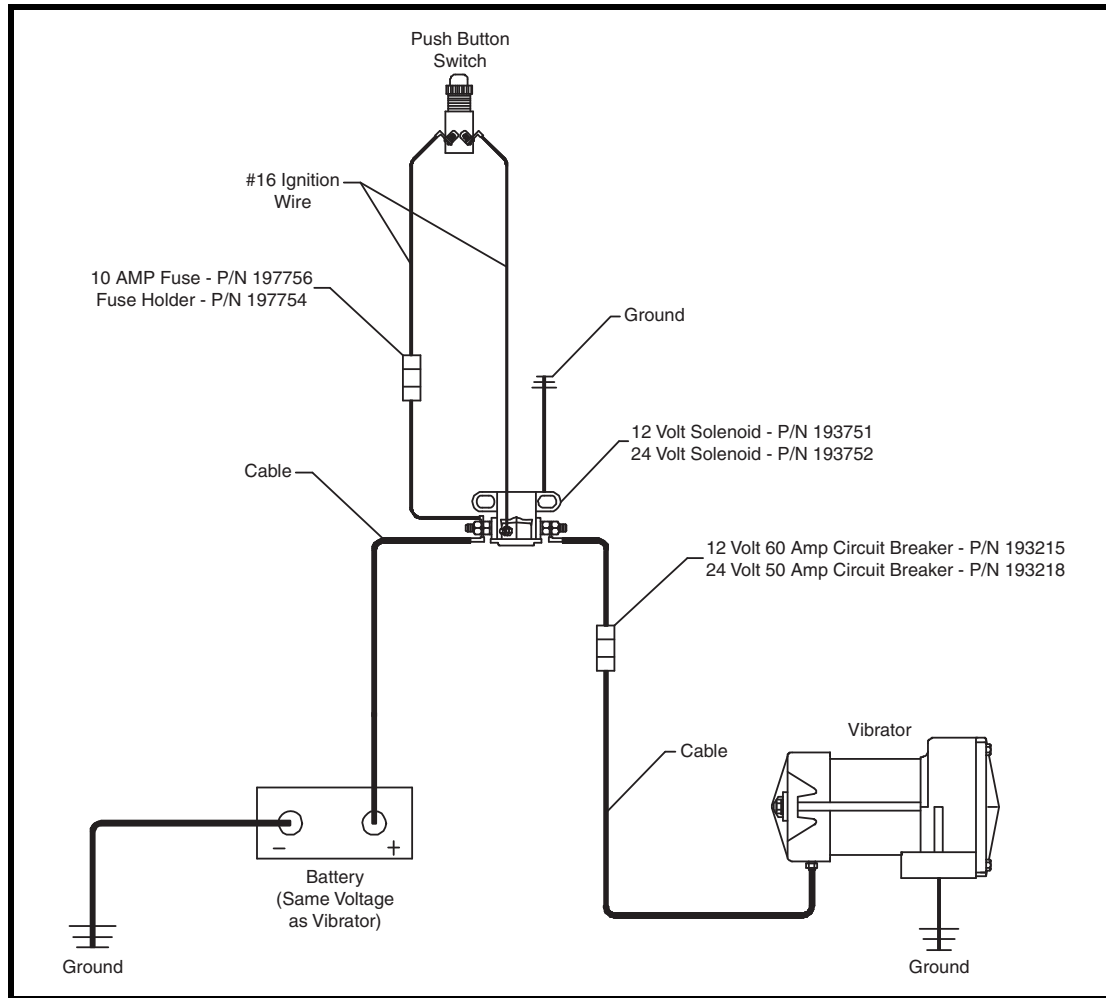 Push Button
Switch
#16 Ignition
Wire
10 AMP Fuse - P/N 197756
Fuse Holder - P/N 197754
Ground
12 Volt Solenoid - P/N 193751
24 Volt Solenoid - P/N 193752
Cable
12 Volt 60 Amp Circuit Breaker - P/N 193215
24 Volt 50 Amp Circuit Breaker - P/N 193218
Vibrator
Cable
− +
Battery
(Same Voltage
as Vibrator)
Ground
Ground